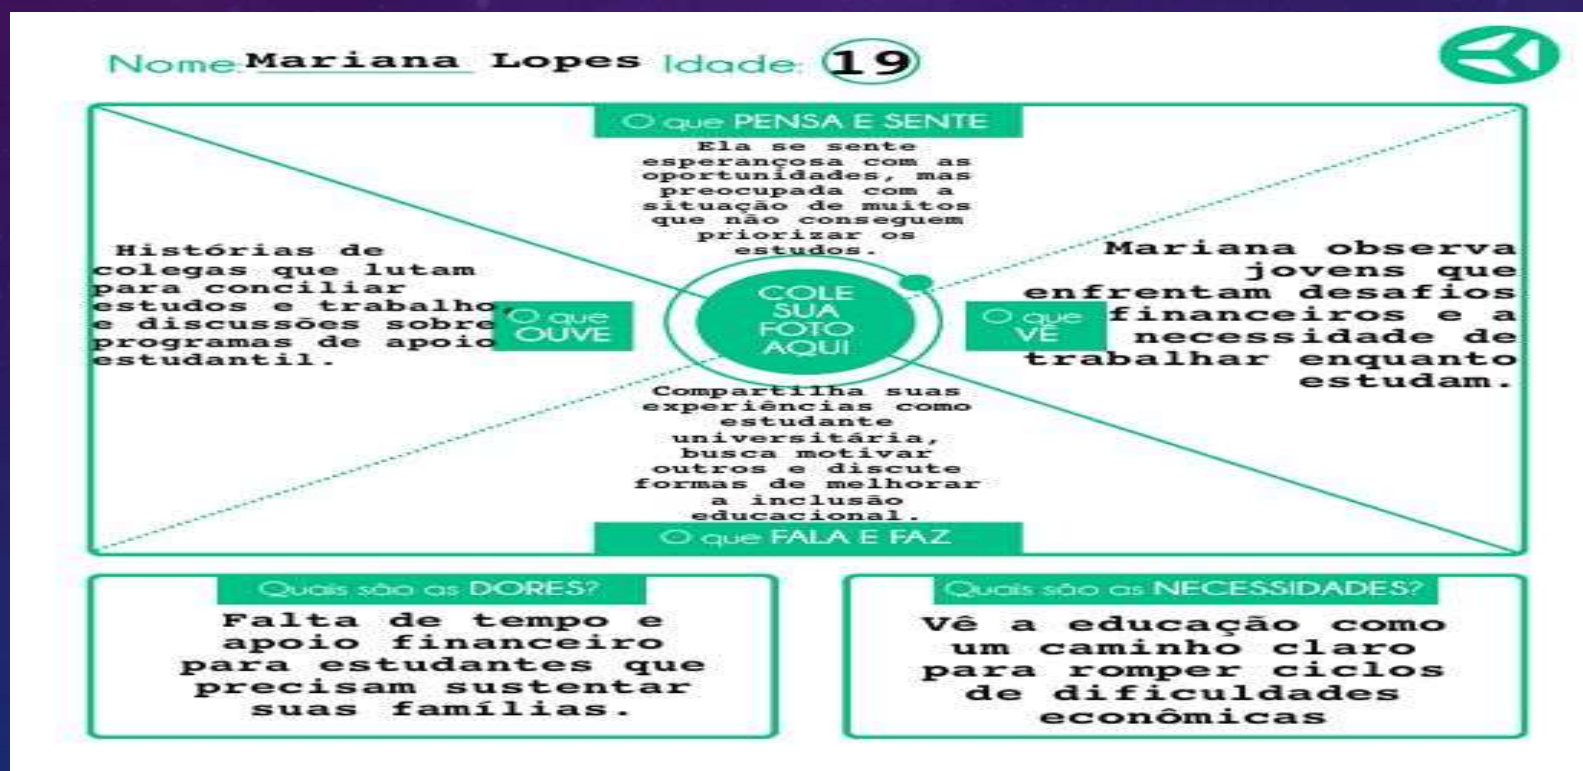 Nome: Mariana Lopes Idade: 19
O que PENSA E SENTE
Ela se sente
esperançosa com as
oportunidades, mas
preocupada com a
situação de muitos
que não conseguem
priorizar os
estudos.
Histórias de
colegas que lutam
para conciliar
estudos e trabalho,
e discussões sobre
programas de apoio
estudantil.
O que
OUVE
COLE
SUA
FOTO
AQUI
O que
VÊ
Mariana observa
jovens que
enfrentam desafios
financeiros e a
necessidade de
trabalhar enquanto
estudam.
Compartilha suas
experiências como
estudante
universitária,
busca motivar
outros e discute
formas de melhorar
a inclusão
educacional.
O que FALA E FAZ
Quais são as DORES?
Falta de tempo e
apoio financeiro
para estudantes que
precisam sustentar
suas famílias.
Quais são as NECESSIDADES?
Vê a educação como
um caminho claro
para romper ciclos
de dificuldades
econômicas